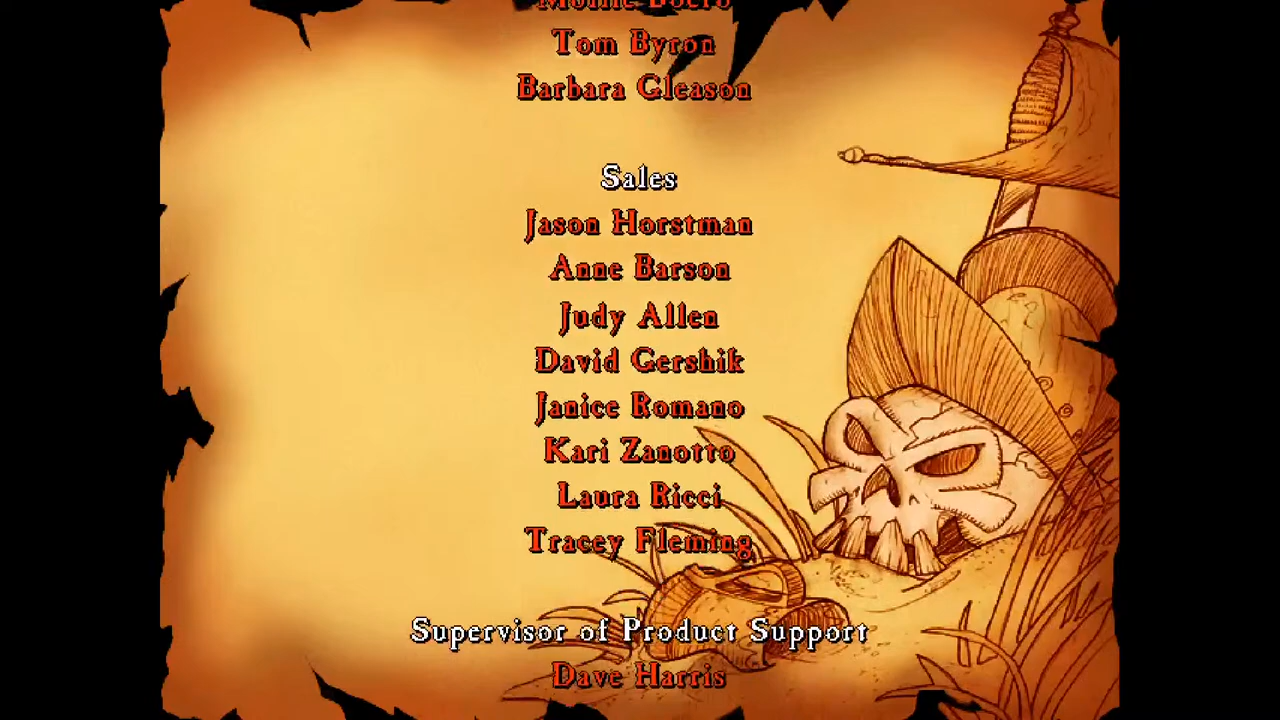 Tom Byron
Barbara Gleason
Sales
Jason Horstman
Anne Barson
Judy Allen
David Gershik
Janice Romano
Kari Zanotto
Laura Ricci
Tracey Fleming
Supervisor of Product Support
Dave Harris